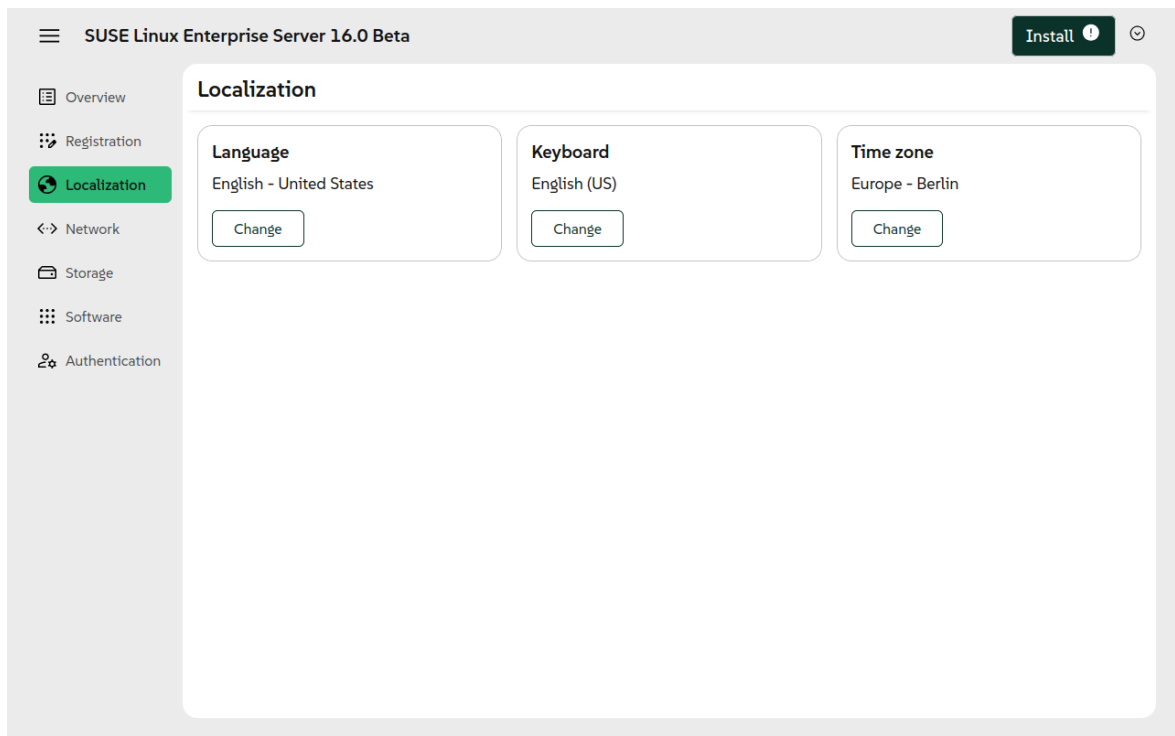 SUSE Linux Enterprise Server 16.0 Beta
Install !
Overview
Registration
Localization
Network
Storage
Software
Authentication
Localization
Language
English - United States
Change
Keyboard
English (US)
Change
Time zone
Europe - Berlin
Change